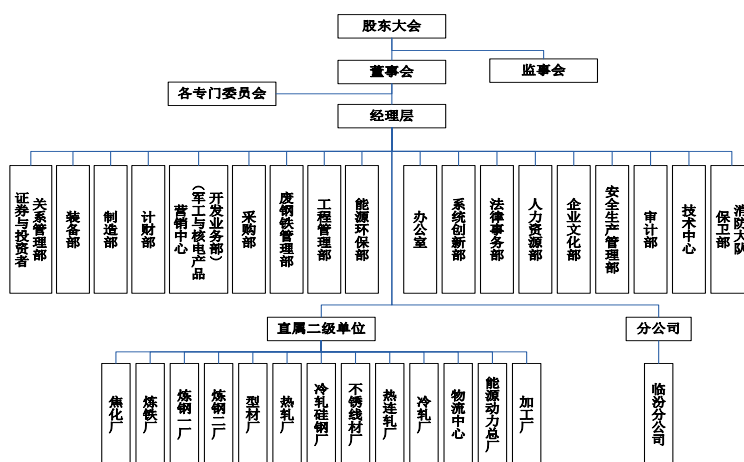 股东大会
董事会
监事会
各专门委员会
经理层
证券与投资者
关系管理部
装备部
制造部
计财部
营销中心
（军工与核电产品
开发业务部）
采购部
废钢铁管理部
工程管理部
能源环保部
办公室
系统创新部
法律事务部
人力资源部
企业文化部
安全生产管理部
审计部
技术中心
保卫部
消防大队
直属二级单位
分公司
焦化厂
炼铁厂
炼钢一厂
炼钢二厂
型材厂
热轧厂
冷轧硅钢厂
不锈线材厂
热连轧厂
冷轧厂
物流中心
能源动力总厂
加工厂
临汾分公司